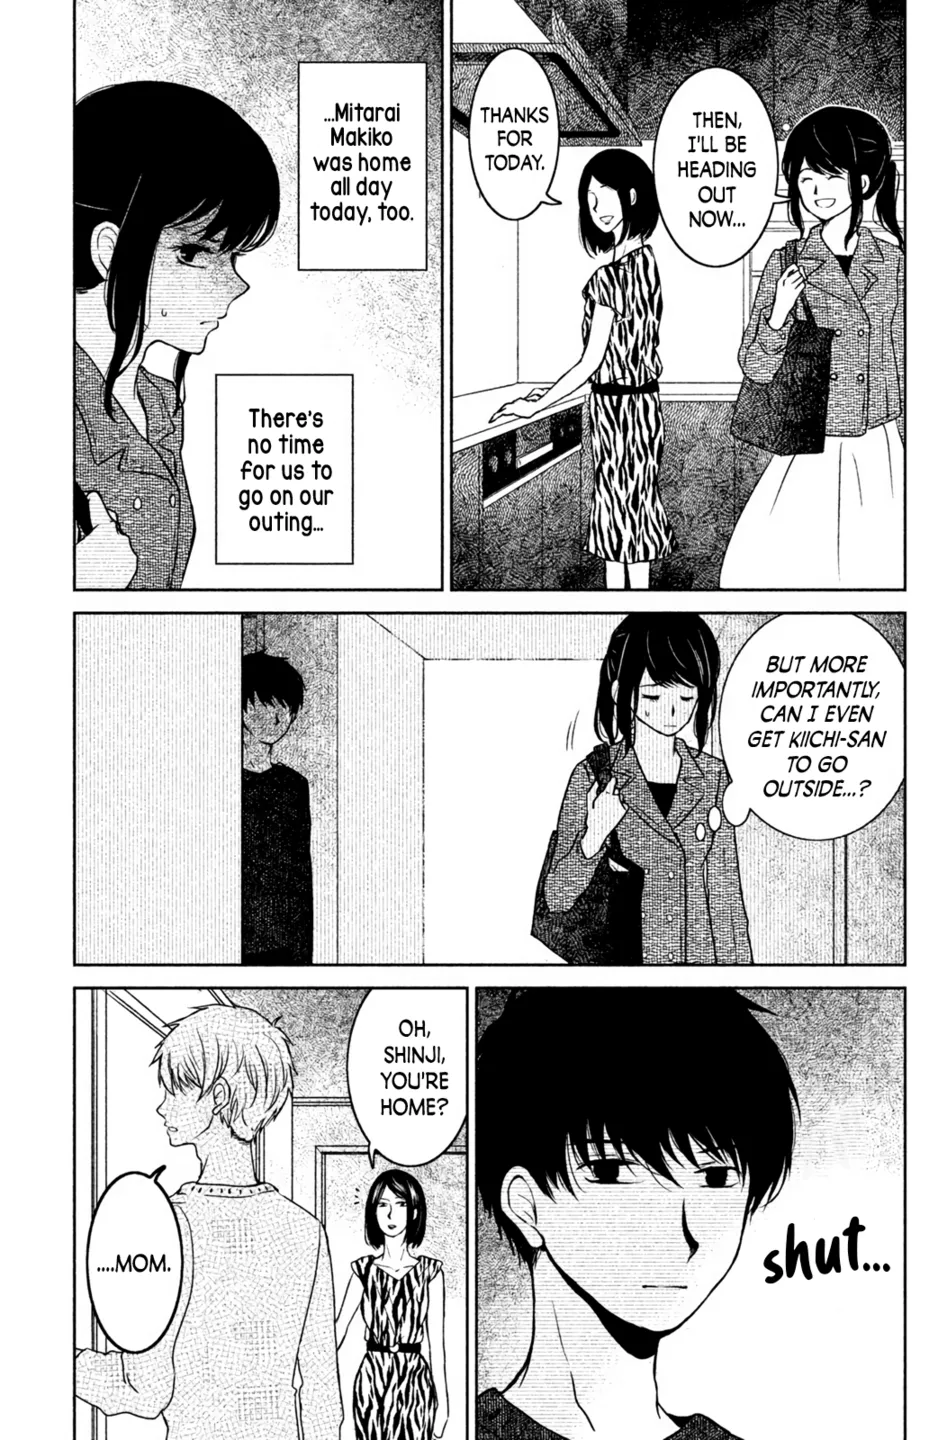 THEN,
I'LL BE
HEADING
OUT
NOW...
THANKS
FOR
TODAY.
...Mitarai
Makiko
was home
all day
today, too.
There's
no time
for us to
go on our
outing...
BUT MORE
IMPORTANTLY,
CAN I EVEN
GET KIICHI-SAN
TO GO
OUTSIDE...?
shut...
OH,
SHINJI,
YOU'RE
HOME?
....MOM.